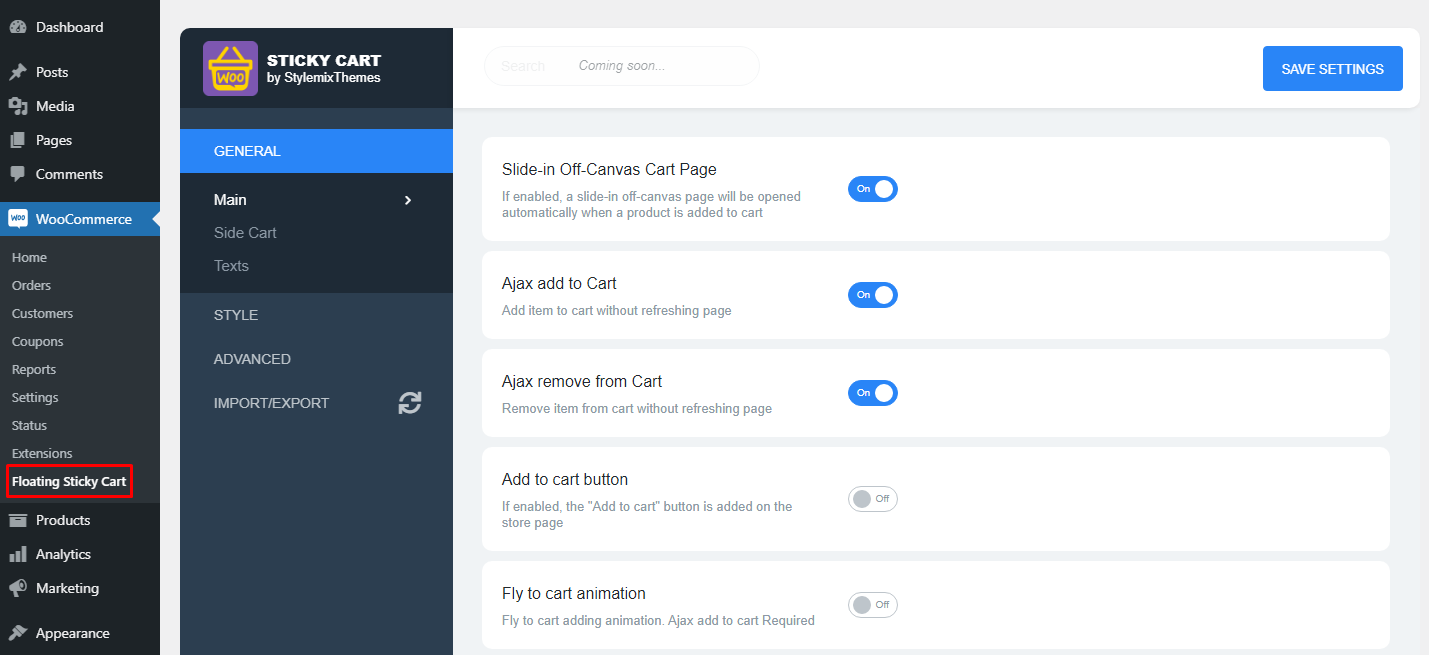 Dashboard
Posts
Media
Pages
Comments
WooCommerce
Home
Orders
Customers
Coupons
Reports
Settings
Status
Extensions
Floating Sticky Cart
Products
Analytics
Marketing
Appearance
WOO
STICKY CART
by StylemixThemes
GENERAL
Main
Side Cart
Texts
STYLE
ADVANCED
IMPORT/EXPORT
Search Coming soon...
SAVE SETTINGS
Slide-in Off-Canvas Cart Page
If enabled, a slide-in off-canvas page will be opened
automatically when a product is added to cart
On
Ajax add to Cart
Add item to cart without refreshing page
On
Ajax remove from Cart
Remove item from cart without refreshing page
On
Add to cart button
If enabled, the "Add to cart" button is added on the
store page
Off
Fly to cart animation
Fly to cart adding animation. Ajax add to cart Required
Off